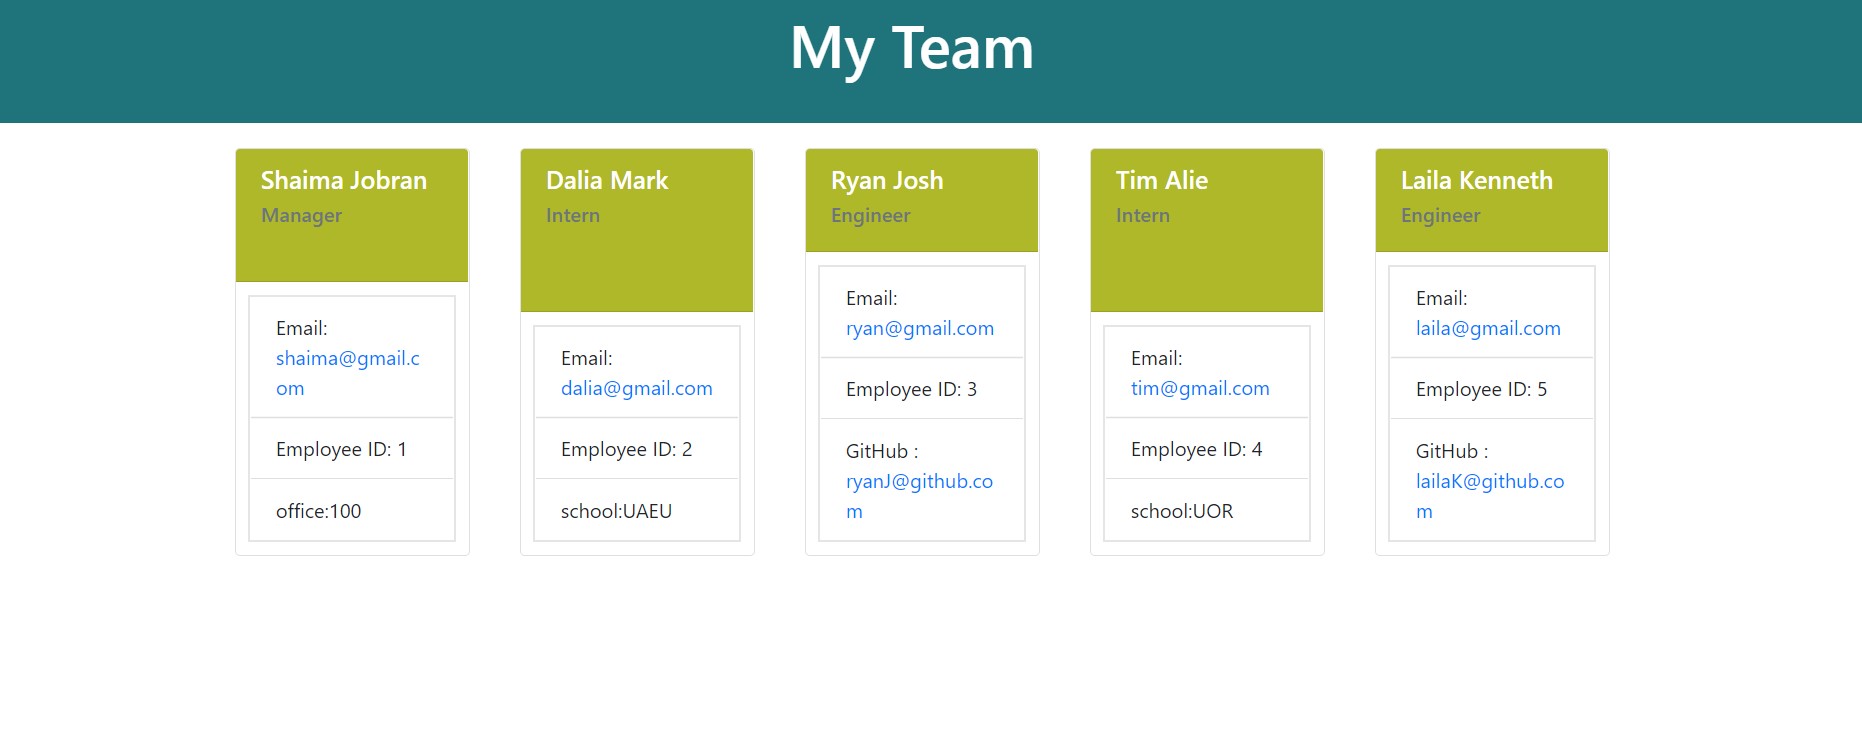 My Team
Shaima Jobran
Manager
Email:
shaima@gmail.c
om
Employee ID: 1
office:100
Dalia Mark
Intern
Email:
dalia@gmail.com
Employee ID: 2
school:UAEU
Ryan Josh
Engineer
Email:
ryan@gmail.com
Employee ID: 3
GitHub :
ryanJ@github.co
m
Tim Alie
Intern
Email:
tim@gmail.com
Employee ID: 4
school:UOR
Laila Kenneth
Engineer
Email:
laila@gmail.com
Employee ID: 5
GitHub :
lailaK@github.co
m